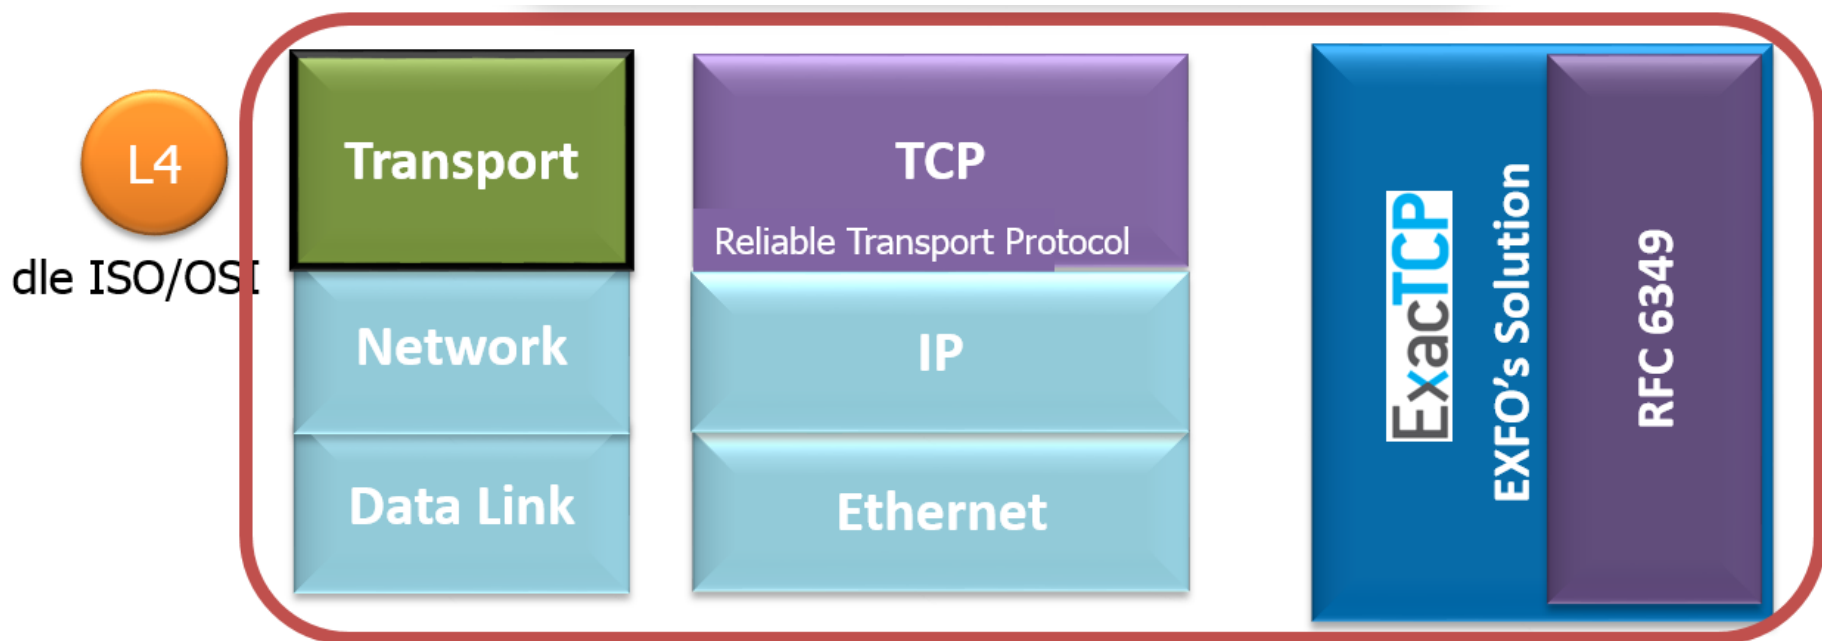 L4
dle ISO/OSI
Transport
Network
Data Link
TCP
Reliable Transport Protocol
IP
Ethernet
ExacTCP
EXFO’s Solution
RFC 6349